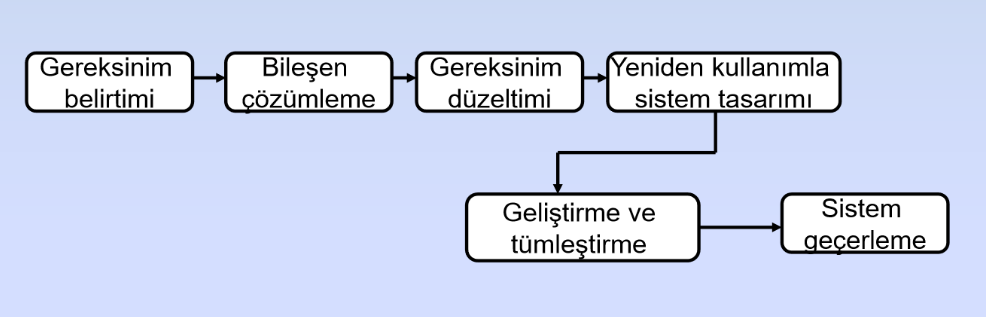 Gereksinim
belirtimi
Bileşen
çözümleme
Gereksinim
düzeltimi
Yeniden kullanımla
sistem tasarımı
Geliştirme ve
tümleştirme
Sistem
geçerleme